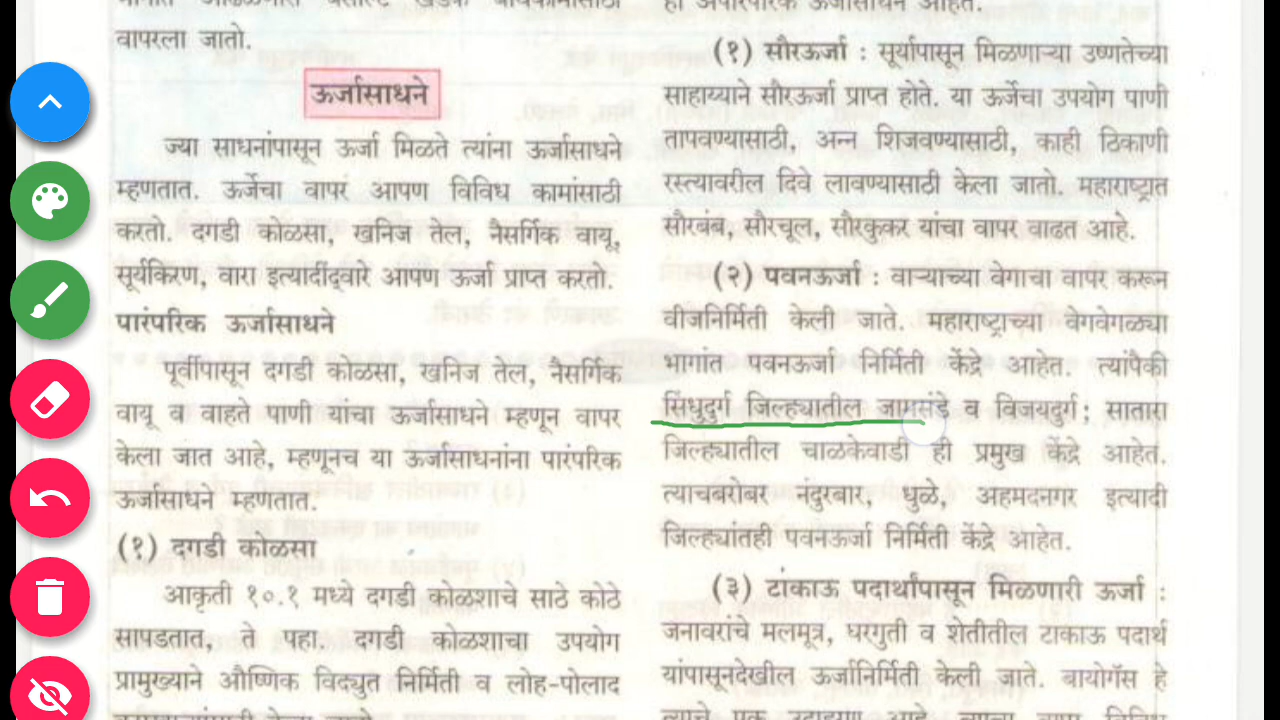 वापरला जातो.
ऊर्जासाधने
ज्या साधनांपासून ऊर्जा मिळते त्यांना ऊर्जासाधने
म्हणतात. ऊर्जेचा वापर आपण विविध कामांसाठी
करतो. दगडी कोळसा, खनिज तेल, नैसर्गिक वायू,
सूर्यकिरण, वारा इत्यादींद्वारे आपण ऊर्जा प्राप्त करतो.
पारंपरिक ऊर्जासाधने
पूर्वीपासून दगडी कोळसा, खनिज तेल, नैसर्गिक
वायू व वाहते पाणी यांचा ऊर्जासाधने म्हणून वापर
केला जात आहे, म्हणूनच या ऊर्जासाधनांना पारंपरिक
ऊर्जासाधने म्हणतात.
(१) दगडी कोळसा
आकृती १०.१ मध्ये दगडी कोळशाचे साठे कोठे
सापडतात, ते पहा. दगडी कोळशाचा उपयोग
प्रामुख्याने औष्णिक विद्युत निर्मिती व लोह-पोलाद
(१) सौरऊर्जा : सूर्यापासून मिळणाऱ्या उष्णतेच्या
साहाय्याने सौरऊर्जा प्राप्त होते. या ऊर्जेचा उपयोग पाणी
तापवण्यासाठी, अन्न शिजवण्यासाठी, काही ठिकाणी
रस्त्यावरील दिवे लावण्यासाठी केला जातो. महाराष्ट्रात
सौरबंब, सौरचूल, सौरकुकर यांचा वापर वाढत आहे.
(२) पवनऊर्जा : वाऱ्याच्या वेगाचा वापर करून
वीजनिर्मिती केली जाते. महाराष्ट्राच्या वेगवेगळ्या
भागांत पवनऊर्जा निर्मिती केंद्रे आहेत. त्यांपैकी
सिंधुदुर्ग जिल्ह्यातील जामसंडे व विजयदुर्ग; सातारा
जिल्ह्यातील चाळकेवाडी ही प्रमुख केंद्रे आहेत.
त्याचबरोबर नंदुरबार, धुळे, अहमदनगर इत्यादी
जिल्ह्यांतही पवनऊर्जा निर्मिती केंद्रे आहेत.
(३) टाकाऊ पदार्थांपासून मिळणारी ऊर्जा :
जनावरांचे मलमूत्र, घरगुती व शेतीतील टाकाऊ पदार्थ
यांपासूनदेखील ऊर्जानिर्मिती केली जाते. बायोगॅस हे